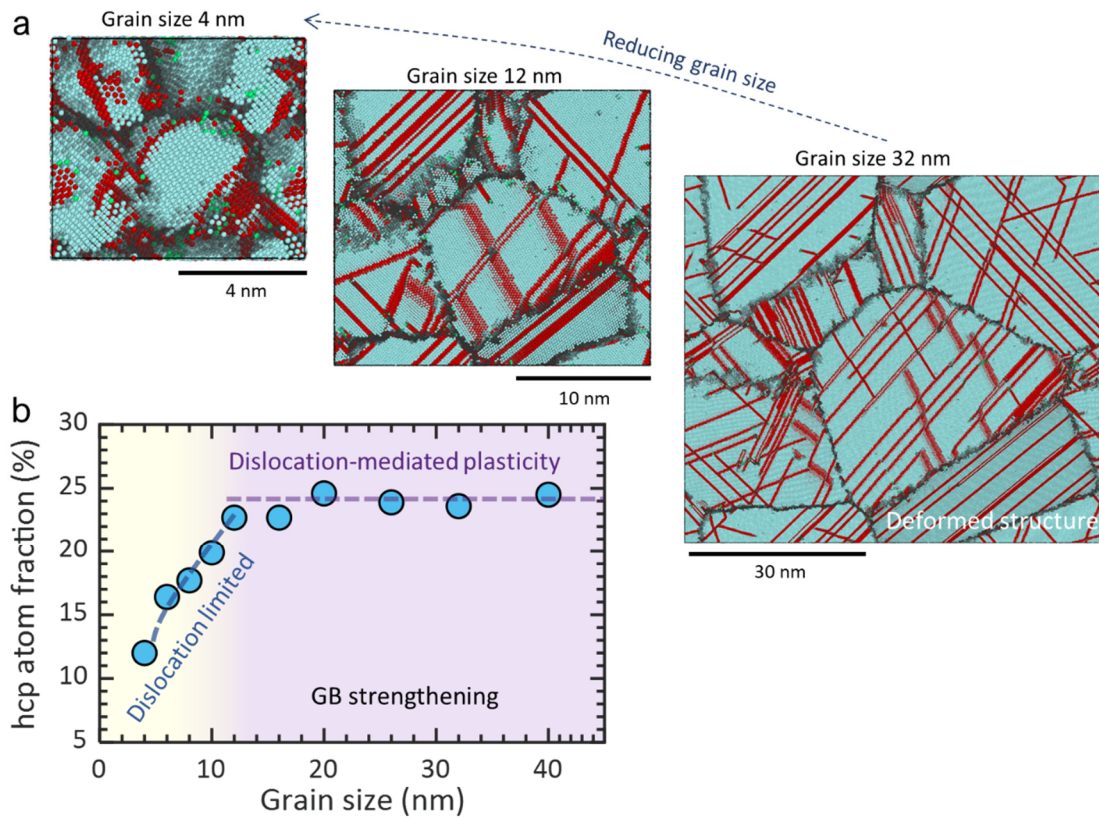 a
Grain size 4 nm
Reducing grain size
Grain size 12 nm
Grain size 32 nm
4 nm
10 nm
Deformed structure
30 nm
b
hcp atom fraction (%)
30
25
20
15
10
5
Dislocation-mediated plasticity
Dislocation limited
GB strengthening
0 10 20 30 40
Grain size (nm)